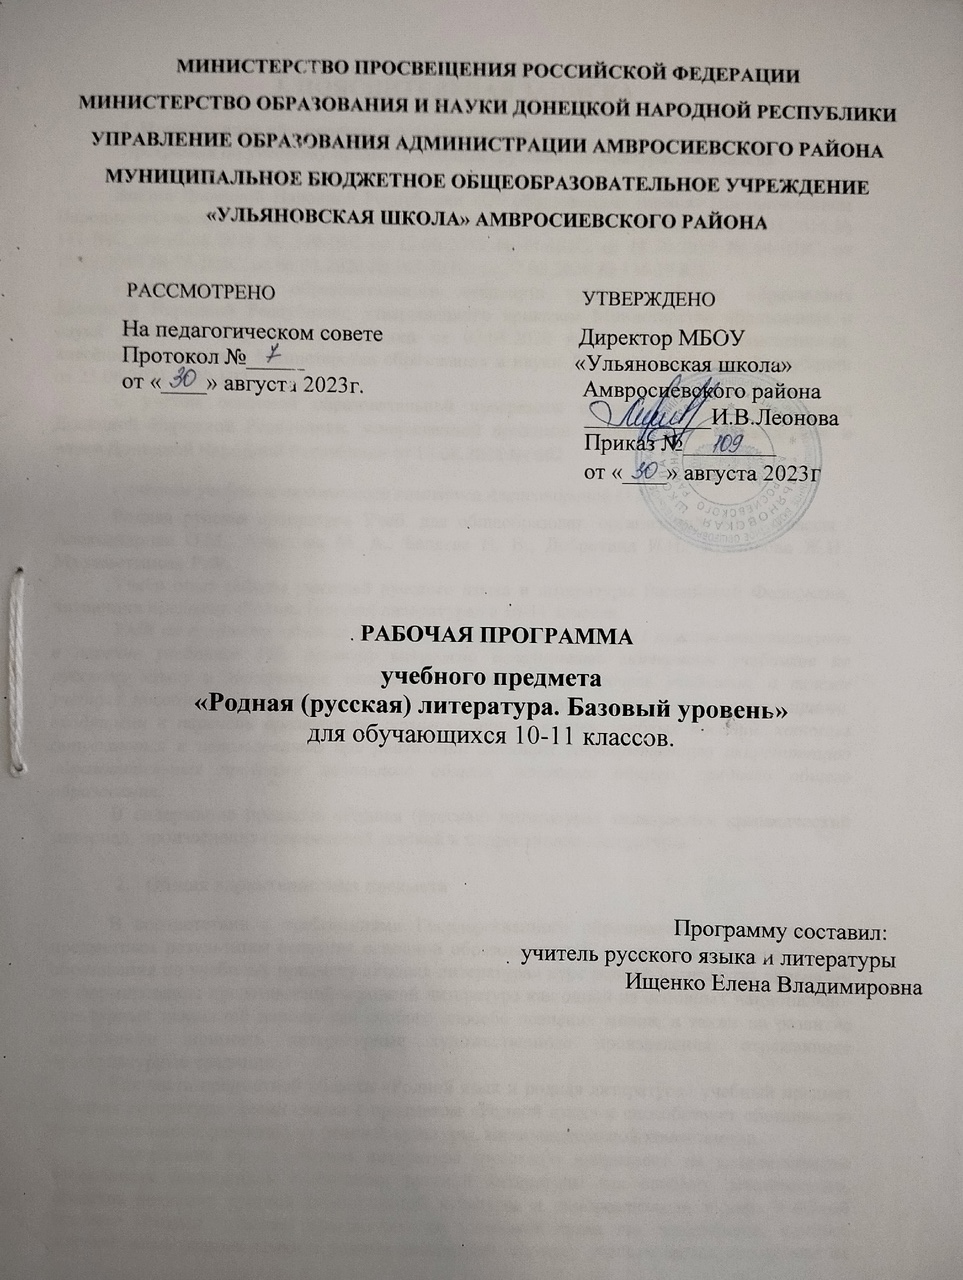 МИНИСТЕРСТВО ПРОСВЕЩЕНИЯ РОССИЙСКОЙ ФЕДЕРАЦИИ
МИНИСТЕРСТВО ОБРАЗОВАНИЯ И НАУКИ ДОНЕЦКОЙ НАРОДНОЙ РЕСПУБЛИКИ
УПРАВЛЕНИЕ ОБРАЗОВАНИЯ АДМИНИСТРАЦИИ АМВРОСИЕВСКОГО РАЙОНА
МУНИЦИПАЛЬНОЕ БЮДЖЕТНОЕ ОБЩЕОБРАЗОВАТЕЛЬНОЕ УЧРЕЖДЕНИЕ
«УЛЬЯНОВСКАЯ ШКОЛА» АМВРОСИЕВСКОГО РАЙОНА
РАССМОТРЕНО
На педагогическом совете
Протокол № 7
от «30» августа 2023г.
УТВЕРЖДЕНО
Директор МБОУ
«Ульяновская школа»
Амвросиевского района
И.В.Леонова
Приказ № 109
от «30» августа 2023г
РАБОЧАЯ ПРОГРАММА
учебного предмета
«Родная (русская) литература. Базовый уровень»
для обучающихся 10-11 классов.
Программу составил:
учитель русского языка и литературы
Ищенко Елена Владимировна